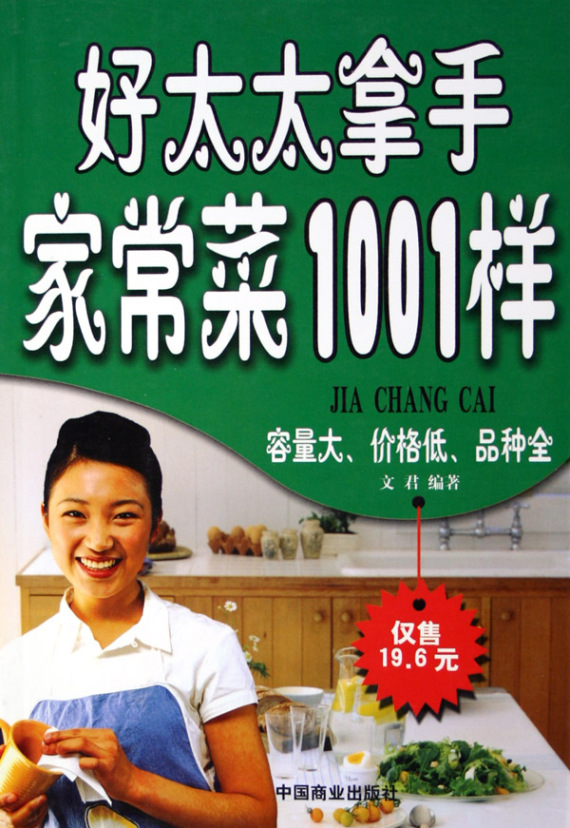 好太太拿手
家常菜1001样
JIA CHANG CAI
容量大、价格低、品种全
文君 编著
仅售
19.6元
中国商业出版社